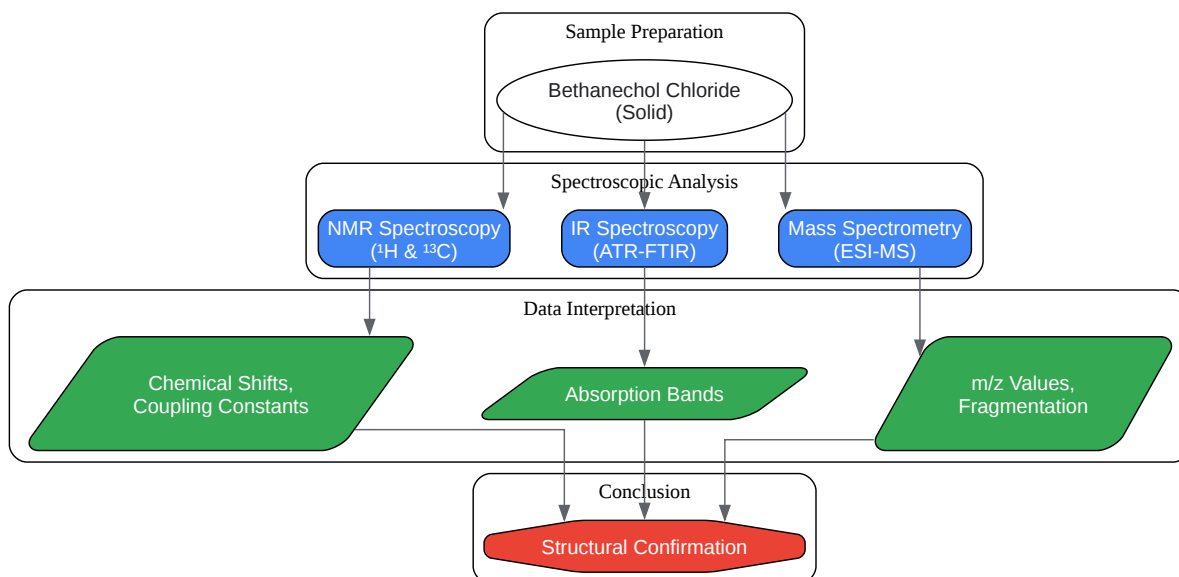 Sample Preparation
Bethanechol Chloride
(Solid)
Spectroscopic Analysis
NMR Spectroscopy
(¹H & ¹³C)
IR Spectroscopy
(ATR-FTIR)
Mass Spectrometry
(ESI-MS)
Data Interpretation
Chemical Shifts,
Coupling Constants
Absorption Bands
m/z Values,
Fragmentation
Conclusion
Structural Confirmation